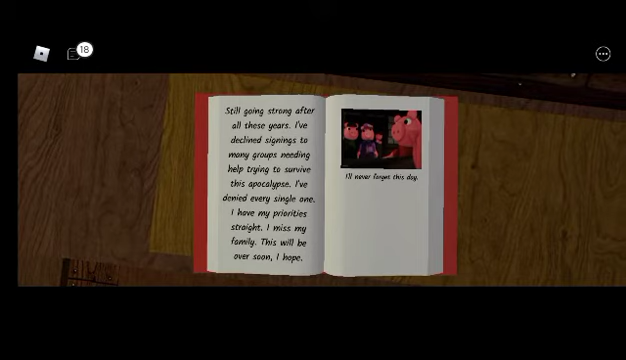 18
Still going strong after
all these years. I've
declined signings to
many groups needing
help trying to survive
this apocalypse. I've
denied every single one.
I have my priorities
straight. I miss my
family. This will be
over soon, I hope.
I'll never forget this day.